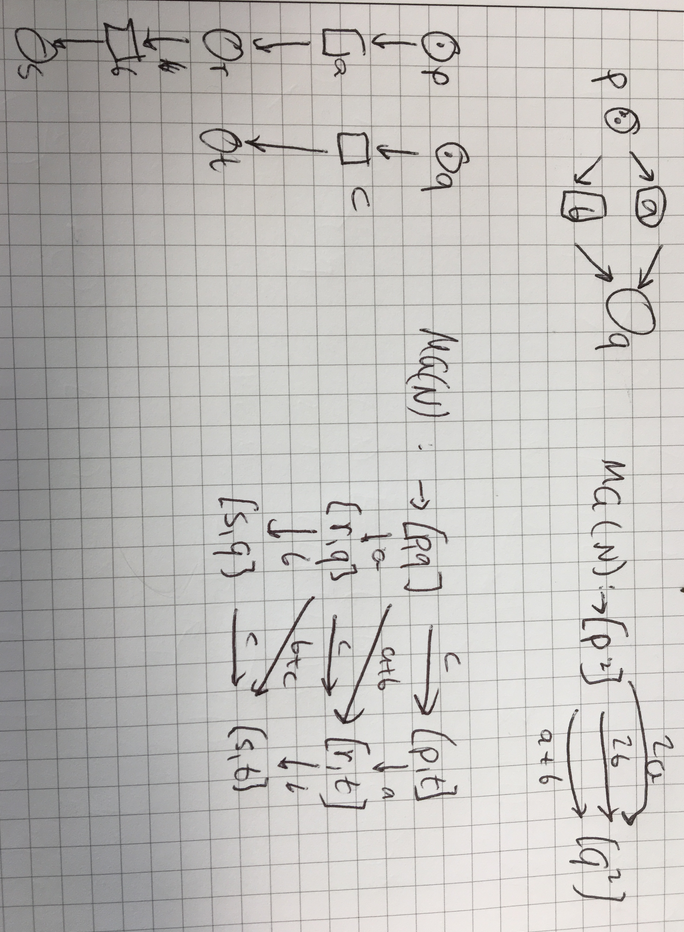 a 2a
p q MG(N): → [p²] 2b [q²]
b a+b
p q MG(N): → [p,q] c [p,t]
a c a a+b a
[r,q] c [r,t]
b b+c b
r t [s,q] c [s,t]
b
s